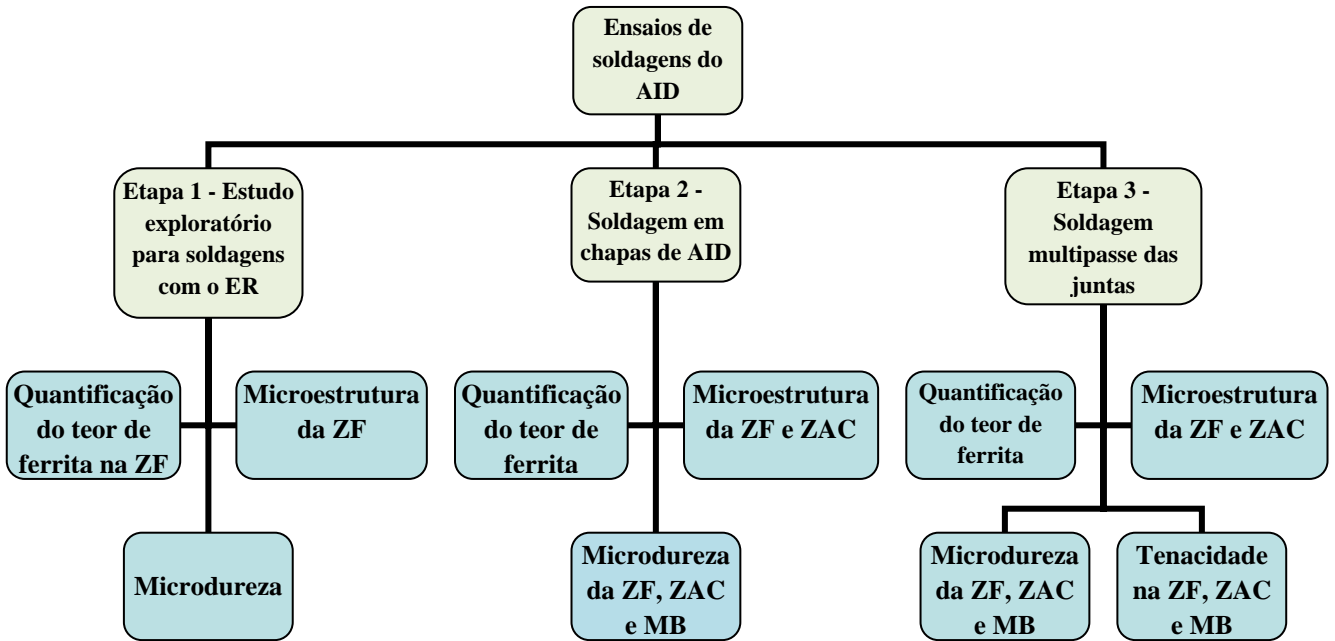 Ensaios de
soldagens do
AID
Etapa 1 - Estudo
exploratório
para soldagens
com o ER
Etapa 2 -
Soldagem em
chapas de AID
Etapa 3 -
Soldagem
multipasse das
juntas
Quantificação
do teor de
ferrita na ZF
Microestrutura
da ZF
Quantificação
do teor de
ferrita
Microestrutura
da ZF e ZAC
Quantificação
do teor de
ferrita
Microestrutura
da ZF e ZAC
Microdureza
Microdureza
da ZF, ZAC
e MB
Microdureza
da ZF, ZAC
e MB
Tenacidade
na ZF, ZAC
e MB